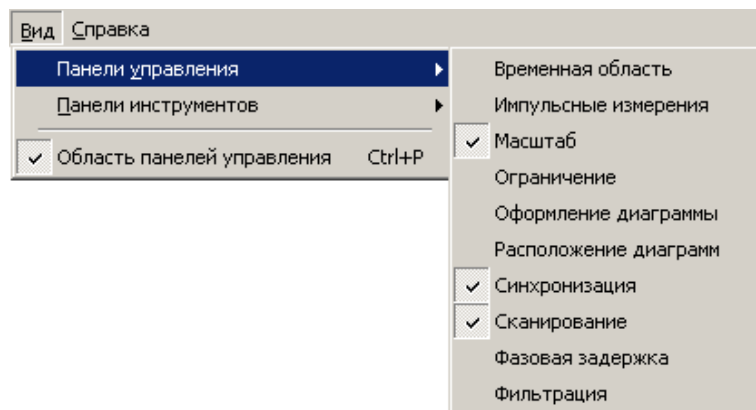 Вид Справка
Панели управления
Панели инструментов
Область панелей управления Ctrl+P
Временная область
Импульсные измерения
Масштаб
Ограничение
Оформление диаграммы
Расположение диаграмм
Синхронизация
Сканирование
Фазовая задержка
Фильтрация